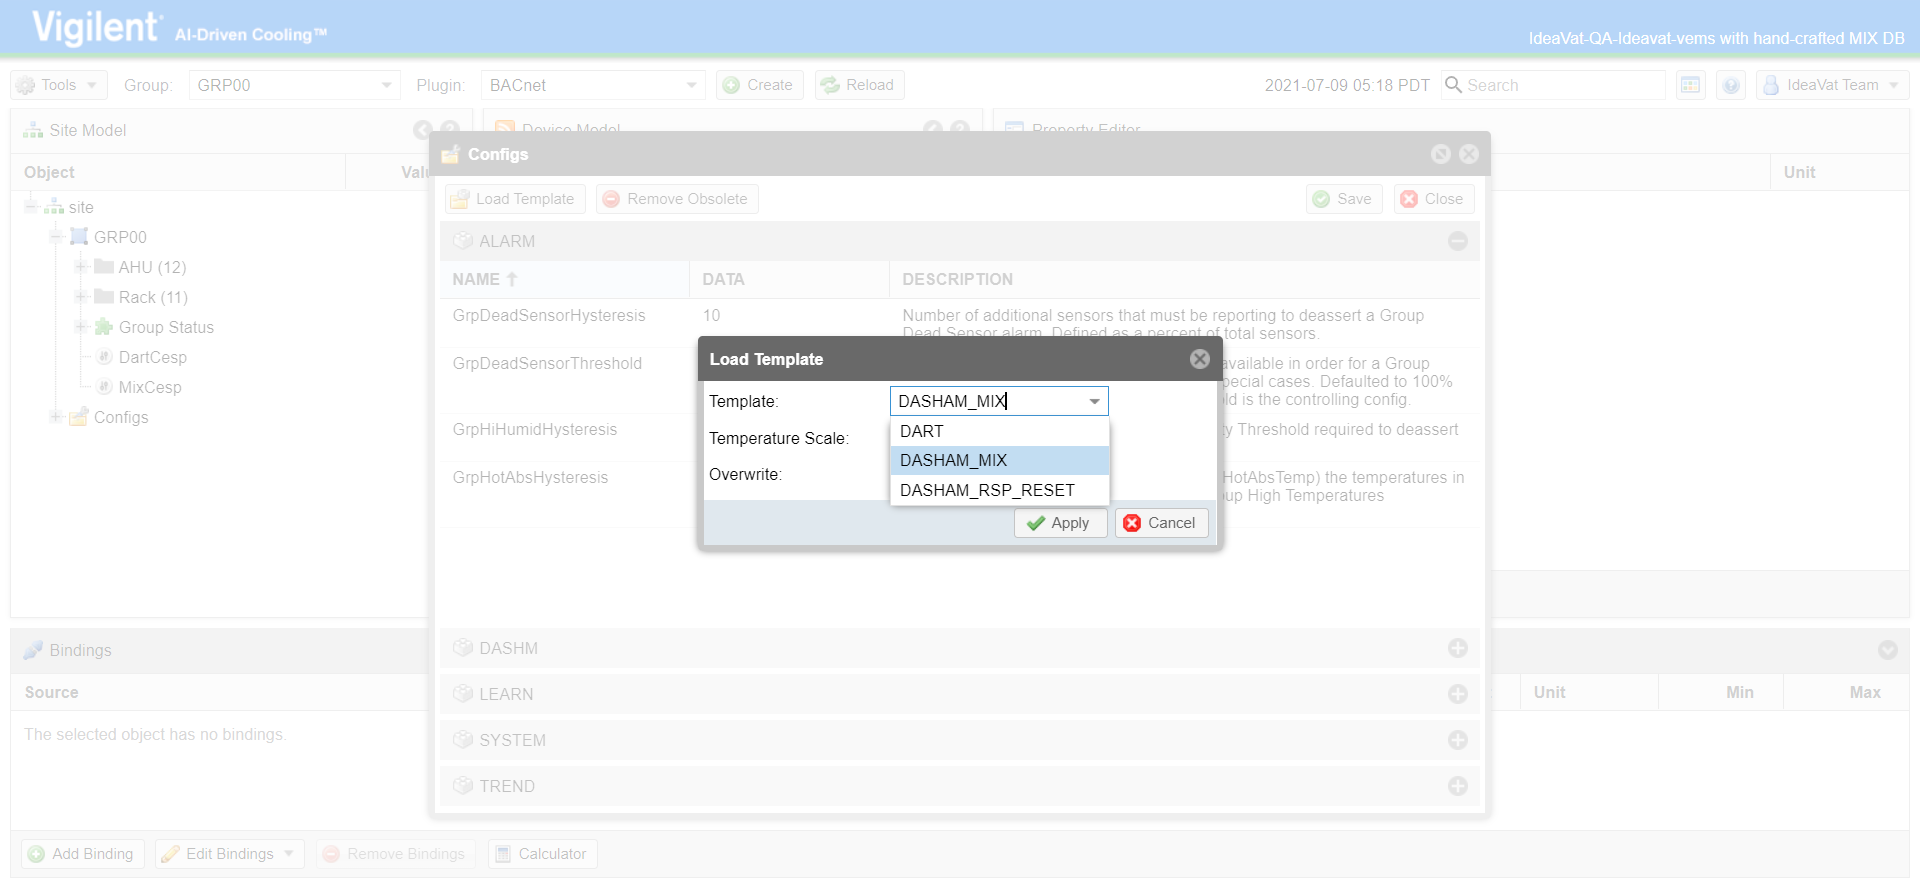 Vigilent AI-Driven Cooling™
IdeaVat-QA-Ideavat-vems with hand-crafted MIX DB
Tools Group: GRP00 Plugin: BACnet Create Reload 2021-07-09 05:18 PDT Search IdeaVat Team
Site Model Device Model Property Editor
Object Unit
site
GRP00
AHU (12)
Rack (11)
Group Status
DartCesp
MixCesp
Configs
Configs
Load Template Remove Obsolete Save Close
ALARM
NAME DATA DESCRIPTION
GrpDeadSensorHysteresis 10 Number of additional sensors that must be reporting to deassert a Group
Dead Sensor alarm. Defined as a percent of total sensors.
GrpDeadSensorThreshold available in order for a Group
pecial cases. Defaulted to 100%
ld is the controlling config.
GrpHiHumidHysteresis y Threshold required to deassert
GrpHotAbsHysteresis HotAbsTemp) the temperatures in
up High Temperatures
Load Template
Template: DASHAM_MIX
DART
Temperature Scale:
DASHAM_MIX
Overwrite:
DASHAM_RSP_RESET
Apply Cancel
DASHM
LEARN
SYSTEM
TREND
Bindings
Source Unit Min Max
The selected object has no bindings.
Add Binding Edit Bindings Remove Bindings Calculator